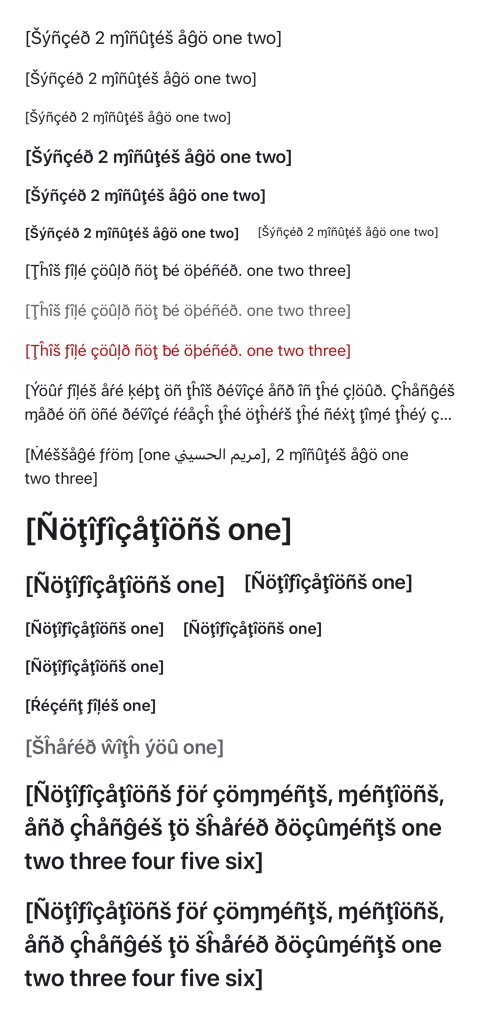 [Šýñçéð 2 ɱîñûţéš åĝö one two]
[Šýñçéð 2 ɱîñûţéš åĝö one two]
[Šýñçéð 2 ɱîñûţéš åĝö one two]
[Šýñçéð 2 ɱîñûţéš åĝö one two]
[Šýñçéð 2 ɱîñûţéš åĝö one two]
[Šýñçéð 2 ɱîñûţéš åĝö one two] [Šýñçéð 2 ɱîñûţéš åĝö one two]
[Ţĥîš ƒîļé çöûļð ñöţ ƀé öþéñéð. one two three]
[Ţĥîš ƒîļé çöûļð ñöţ ƀé öþéñéð. one two three]
[Ţĥîš ƒîļé çöûļð ñöţ ƀé öþéñéð. one two three]
[Ýöûŕ ƒîļéš åŕé ķéþţ öñ ţĥîš ðéṽîçé åñð îñ ţĥé çļöûð. Çĥåñĝéš
ɱåðé öñ öñé ðéṽîçé ŕéåçĥ ţĥé öţĥéŕš ţĥé ñéẋţ ţîɱé ţĥéý ç...
[Ṁéššåĝé ƒŕöɱ [one مريم الحسيني], 2 ɱîñûţéš åĝö one
two three]
[Ñöţîƒîçåţîöñš one]
[Ñöţîƒîçåţîöñš one] [Ñöţîƒîçåţîöñš one]
[Ñöţîƒîçåţîöñš one] [Ñöţîƒîçåţîöñš one]
[Ñöţîƒîçåţîöñš one]
[Ŕéçéñţ ƒîļéš one]
[Šĥåŕéð ŵîţĥ ýöû one]
[Ñöţîƒîçåţîöñš ƒöŕ çöɱɱéñţš, ɱéñţîöñš,
åñð çĥåñĝéš ţö šĥåŕéð ðöçûɱéñţš one
two three four five six]
[Ñöţîƒîçåţîöñš ƒöŕ çöɱɱéñţš, ɱéñţîöñš,
åñð çĥåñĝéš ţö šĥåŕéð ðöçûɱéñţš one
two three four five six]